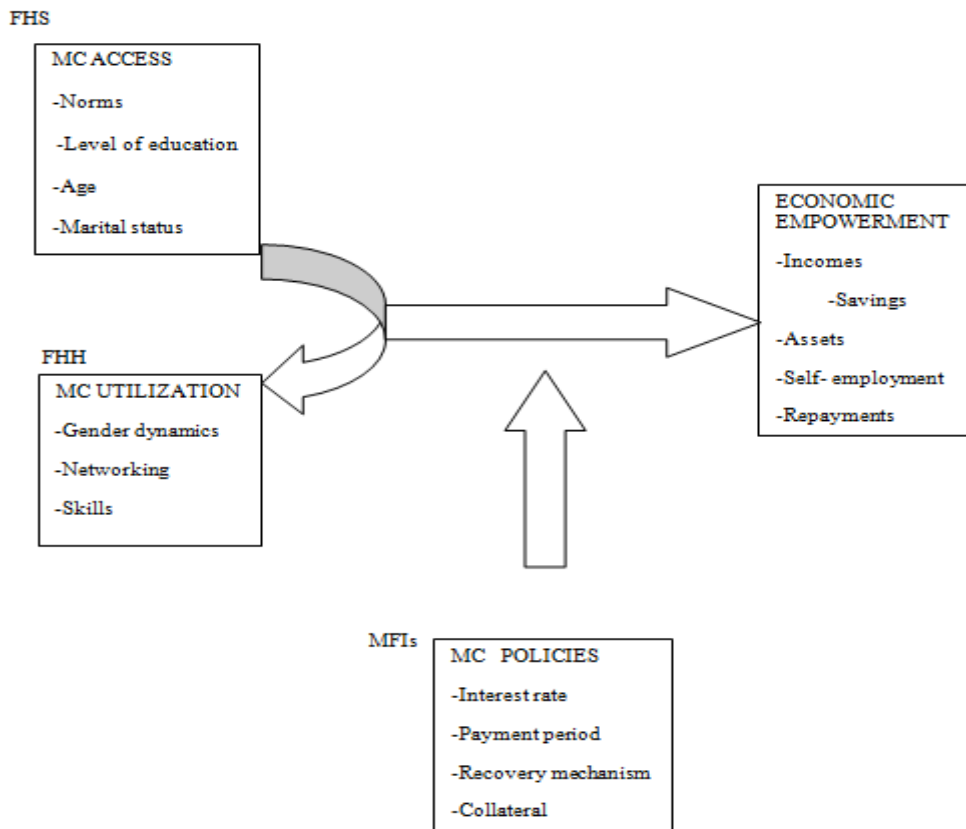 FHS
MC ACCESS
-Norms
-Level of education
-Age
-Marital status
FHH
MC UTILIZATION
-Gender dynamics
-Networking
-Skills
ECONOMIC
EMPOWERMENT
-Incomes
-Savings
-Assets
-Self- employment
-Repayments
MFIs
MC POLICIES
-Interest rate
-Payment period
-Recovery mechanism
-Collateral